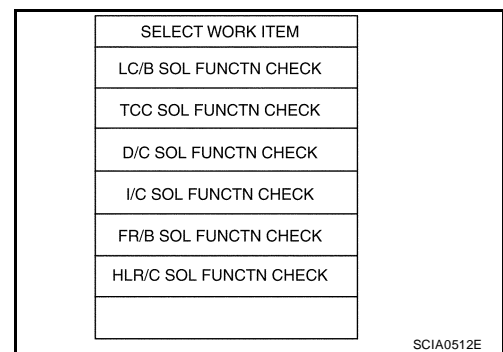 SELECT WORK ITEM
LC/B SOL FUNCTN CHECK
TCC SOL FUNCTN CHECK
D/C SOL FUNCTN CHECK
I/C SOL FUNCTN CHECK
FR/B SOL FUNCTN CHECK
HLR/C SOL FUNCTN CHECK
SCIA0512E